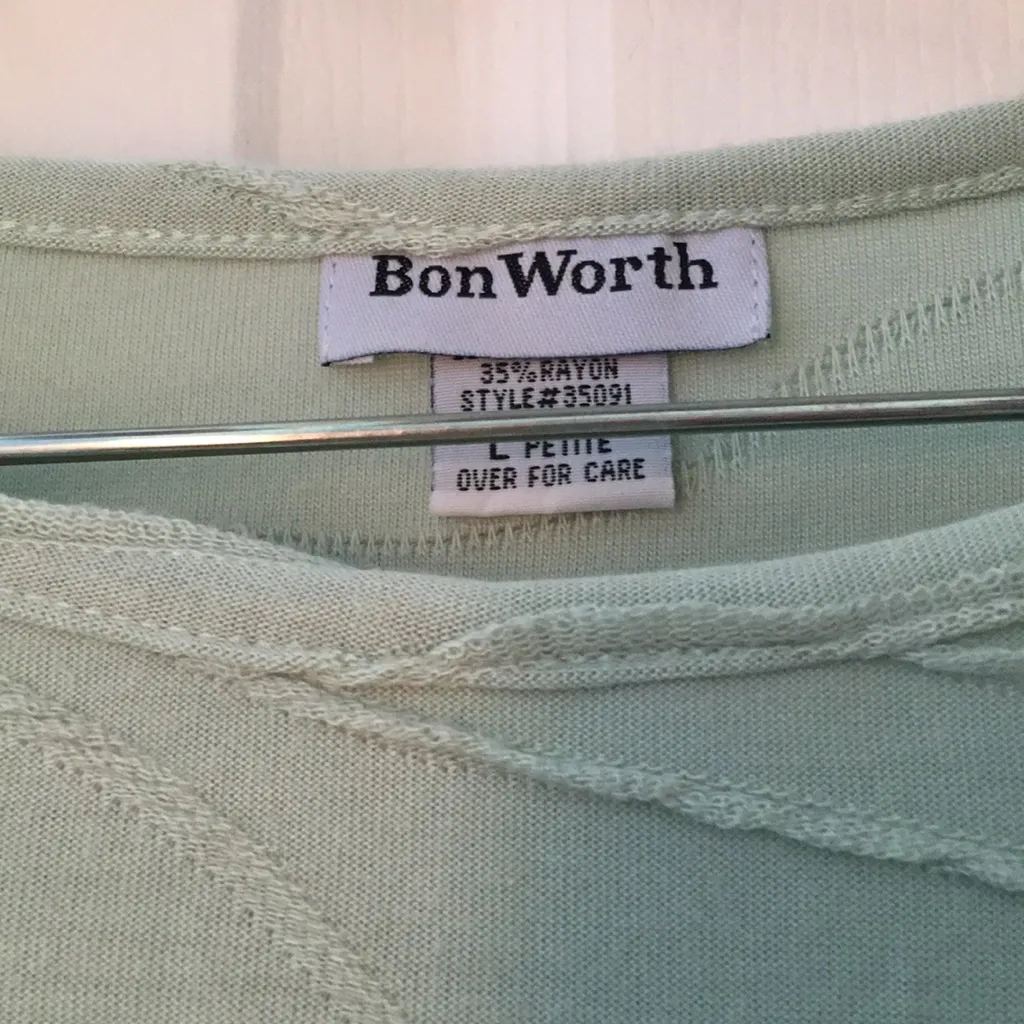 BonWorth
35% RAYON
STYLE#35091
L PETITE
OVER FOR CARE